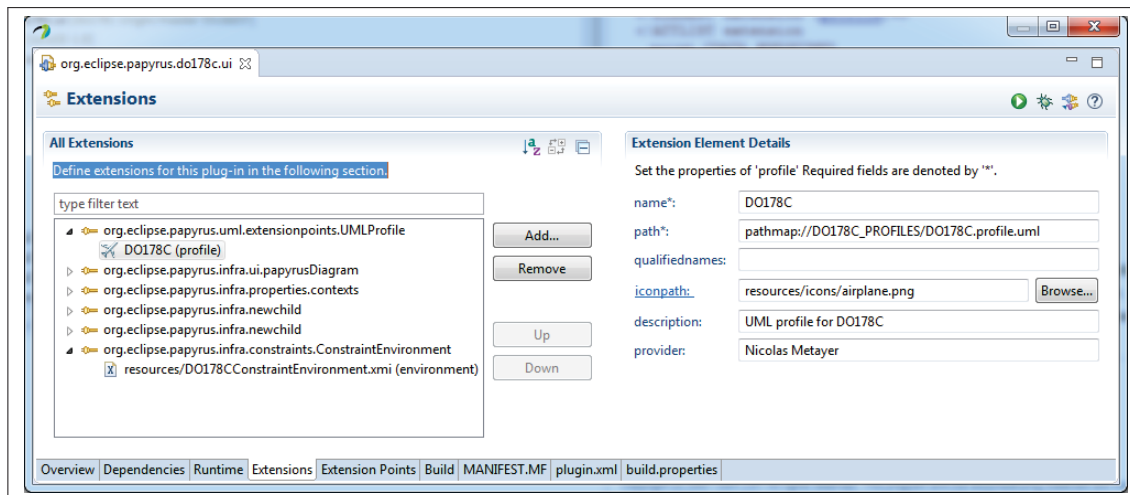 org.eclipse.papyrus.do178c.ui
Extensions
All Extensions
Define extensions for this plug-in in the following section.
type filter text
org.eclipse.papyrus.uml.extensionpoints.UMLProfile
DO178C (profile)
org.eclipse.papyrus.infra.ui.papyrusDiagram
org.eclipse.papyrus.infra.properties.contexts
org.eclipse.papyrus.infra.newchild
org.eclipse.papyrus.infra.newchild
org.eclipse.papyrus.infra.constraints.ConstraintEnvironment
resources/DO178CConstraintEnvironment.xmi (environment)
Add...
Remove
Up
Down
Extension Element Details
Set the properties of 'profile' Required fields are denoted by '*'.
name*: DO178C
path*: pathmap://DO178C_PROFILES/DO178C.profile.uml
qualifiednames:
iconpath: resources/icons/airplane.png Browse...
description: UML profile for DO178C
provider: Nicolas Metayer
Overview Dependencies Runtime Extensions Extension Points Build MANIFEST.MF plugin.xml build.properties